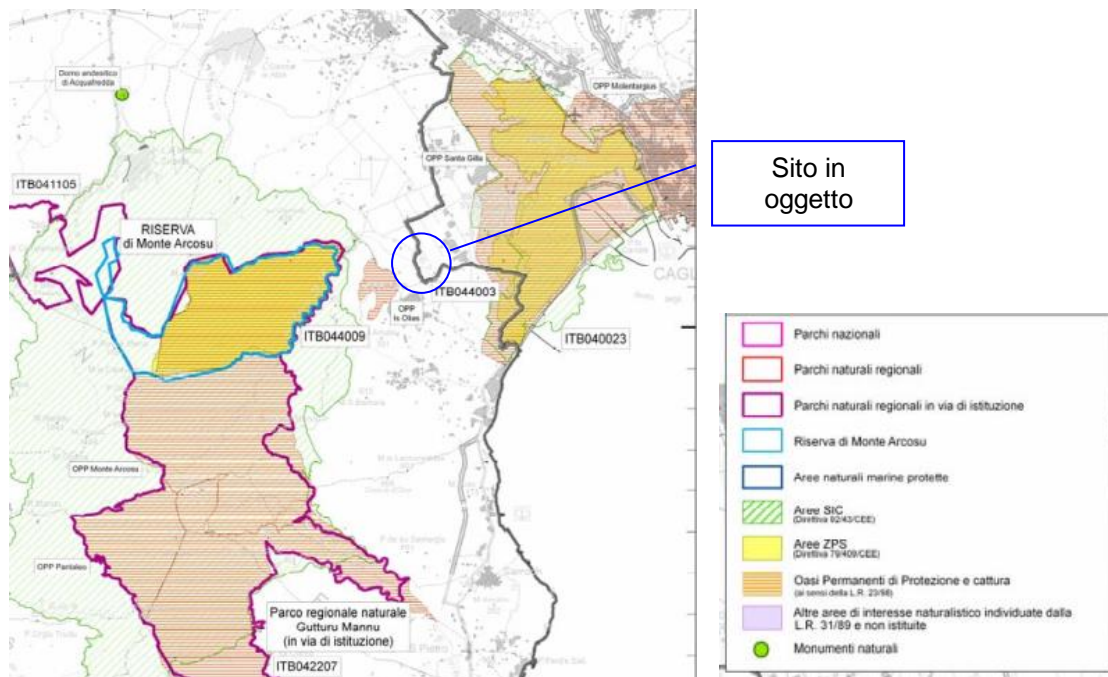 Domo andesitico
di Acquafredda
OPP Molentargius
OPP Santa Gilla
Sito in
oggetto
ITB041105
RISERVA
di Monte Arcosu
CAGL
ITB044003
OPP
Is Olias
ITB044009
ITB040023
OPP Monte Arcosu
OPP Pantaleo
Parco regionale naturale
Gutturu Mannu
(in via di istituzione)
ITB042207
Parchi nazionali
Parchi naturali regionali
Parchi naturali regionali in via di istituzione
Riserva di Monte Arcosu
Aree naturali marine protette
Aree SIC
(Direttiva 92/43/CEE)
Aree ZPS
(Direttiva 79/409/CEE)
Oasi Permanenti di Protezione e cattura
(ai sensi della L.R. 23/98)
Altre aree di interesse naturalistico individuate dalla
L.R. 31/89 e non istituite
Monumenti naturali